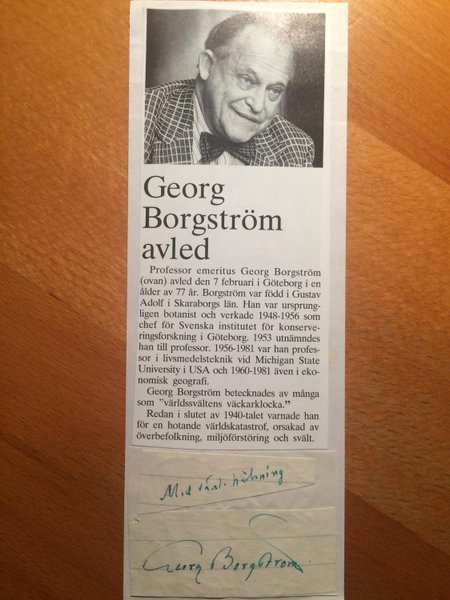 Georg
Borgström
avled
Professor emeritus Georg Borgström
(ovan) avled den 7 februari i Göteborg i en
ålder av 77 år. Borgström var född i Gustav
Adolf i Skaraborgs län. Han var ursprung-
ligen botanist och verkade 1948-1956 som
chef för Svenska institutet för konserve-
ringsforskning i Göteborg. 1953 utnämndes
han till professor. 1956-1981 var han profes-
sor i livsmedelsteknik vid Michigan State
University i USA och 1960-1981 även i eko-
nomisk geografi.
Georg Borgström betecknades av många
som ”världssvältens väckarklocka.”
Redan i slutet av 1940-talet varnade han
för en hotande världskatastrof, orsakad av
överbefolkning, miljöförstöring och svält.
Med vänl. hälsning
Georg Borgström